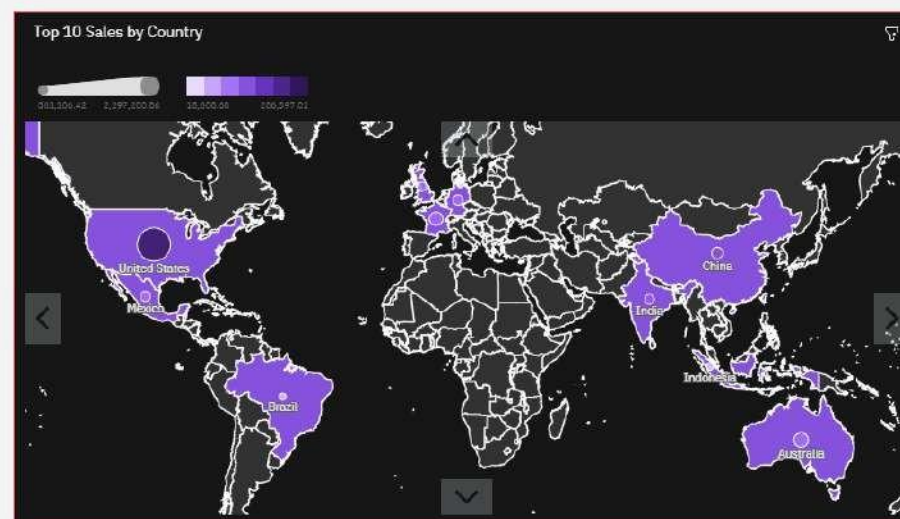 Top 10 Sales by Country
United States
Mexico
Brazil
China
India
Indonesia
Australia